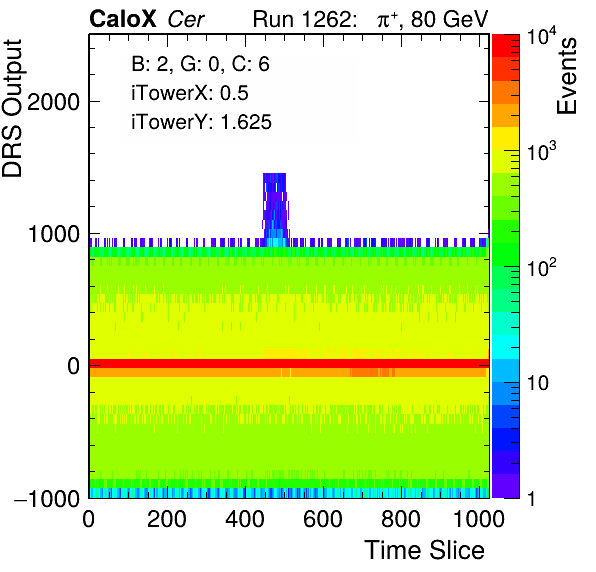 CaloX Cer Run 1262: π⁺, 80 GeV
B: 2, G: 0, C: 6
iTowerX: 0.5
iTowerY: 1.625
DRS Output
2000
1000
0
−1000
0 200 400 600 800 1000
Time Slice
Events
10⁴
10³
10²
10
1